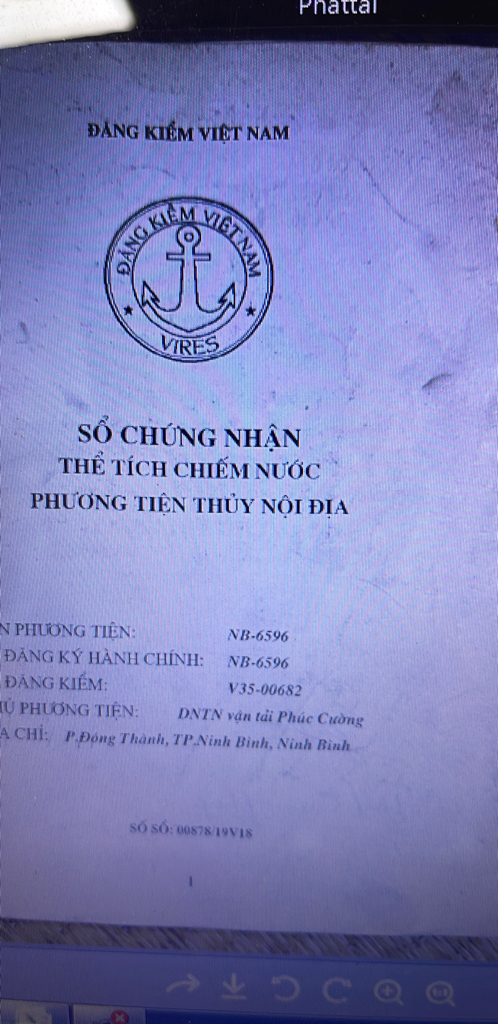 Phattai
ĐĂNG KIỂM VIỆT NAM
ĐĂNG KIỂM VIỆT NAM
VIRES
SỔ CHỨNG NHẬN
THỂ TÍCH CHIẾM NƯỚC
PHƯƠNG TIỆN THỦY NỘI ĐỊA
N PHƯƠNG TIỆN: NB-6596
ĐĂNG KÝ HÀNH CHÍNH: NB-6596
ĐĂNG KIỂM: V35-00682
Ủ PHƯƠNG TIỆN: DNTN vận tải Phúc Cường
A CHỈ: P.Đông Thành, TP.Ninh Bình, Ninh Bình
SỐ SỔ: 00878/19V18
1
1:1